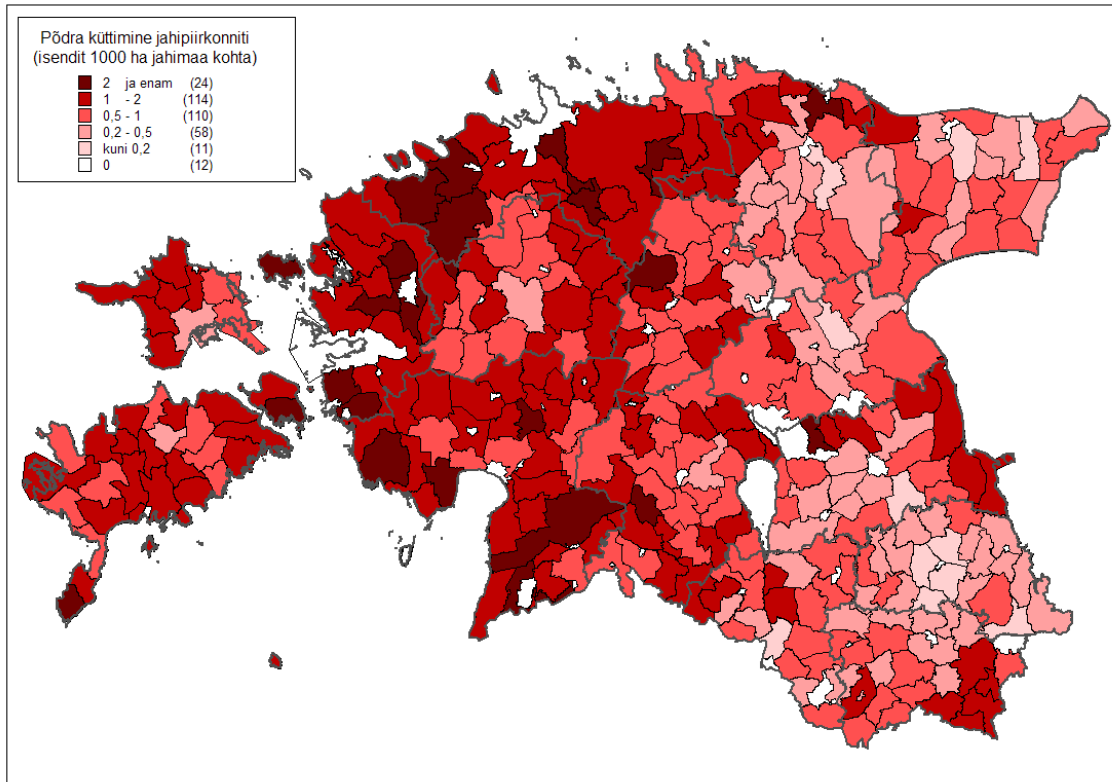 Põdra küttimine jahipiirkonniti
(isendit 1000 ha jahimaa kohta)
2 ja enam (24)
1 - 2 (114)
0,5 - 1 (110)
0,2 - 0,5 (58)
kuni 0,2 (11)
0 (12)